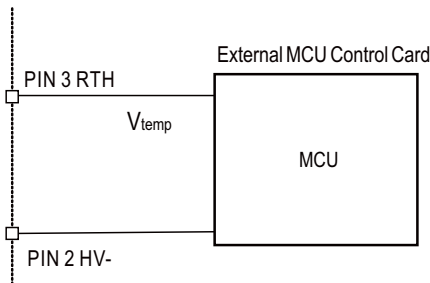 External MCU Control Card
PIN 3 RTH
Vtemp
MCU
PIN 2 HV-